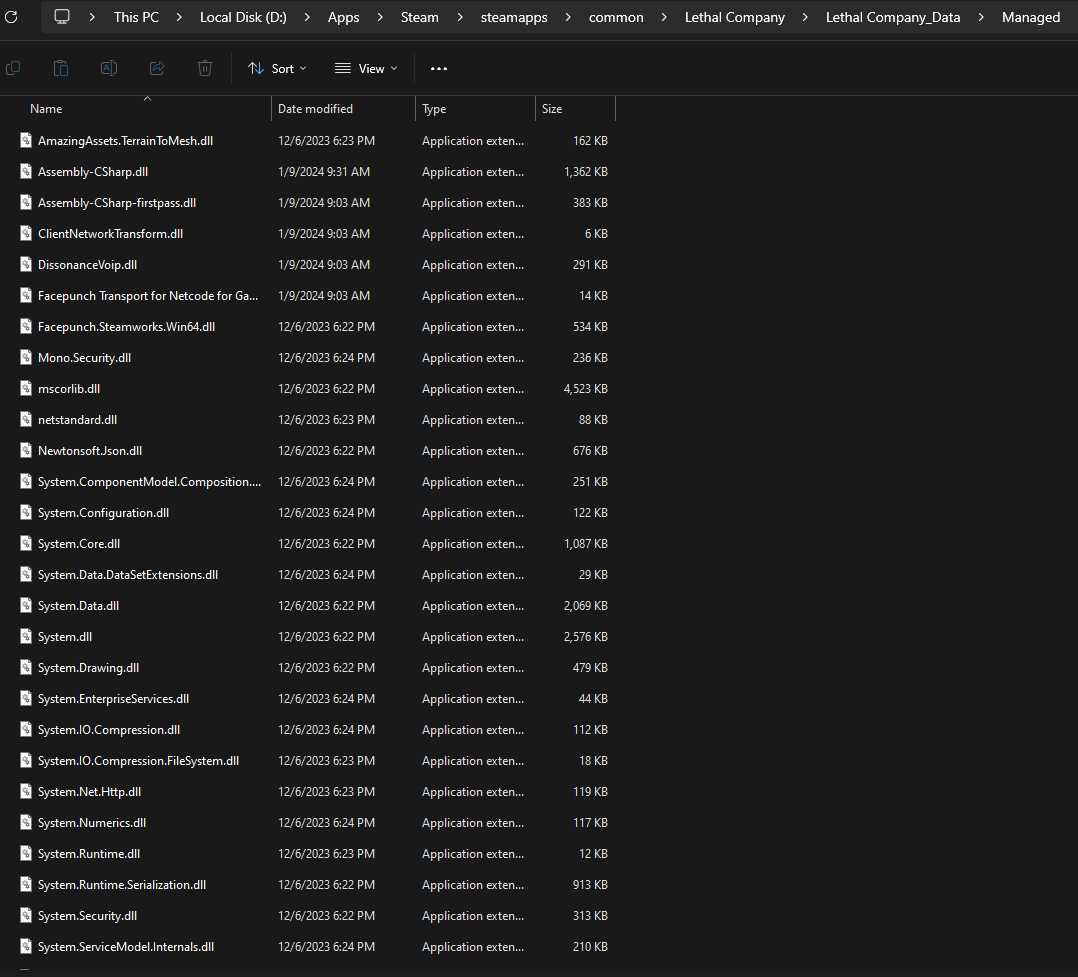 This PC > Local Disk (D:) > Apps > Steam > steamapps > common > Lethal Company > Lethal Company_Data > Managed
Sort View
Name Date modified Type Size
AmazingAssets.TerrainToMesh.dll 12/6/2023 6:23 PM Application exten... 162 KB
Assembly-CSharp.dll 1/9/2024 9:31 AM Application exten... 1,362 KB
Assembly-CSharp-firstpass.dll 1/9/2024 9:03 AM Application exten... 383 KB
ClientNetworkTransform.dll 1/9/2024 9:03 AM Application exten... 6 KB
DissonanceVoip.dll 1/9/2024 9:03 AM Application exten... 291 KB
Facepunch Transport for Netcode for Ga... 1/9/2024 9:03 AM Application exten... 14 KB
Facepunch.Steamworks.Win64.dll 12/6/2023 6:22 PM Application exten... 534 KB
Mono.Security.dll 12/6/2023 6:24 PM Application exten... 236 KB
mscorlib.dll 12/6/2023 6:22 PM Application exten... 4,523 KB
netstandard.dll 12/6/2023 6:23 PM Application exten... 88 KB
Newtonsoft.Json.dll 12/6/2023 6:22 PM Application exten... 676 KB
System.ComponentModel.Composition.... 12/6/2023 6:24 PM Application exten... 251 KB
System.Configuration.dll 12/6/2023 6:24 PM Application exten... 122 KB
System.Core.dll 12/6/2023 6:22 PM Application exten... 1,087 KB
System.Data.DataSetExtensions.dll 12/6/2023 6:24 PM Application exten... 29 KB
System.Data.dll 12/6/2023 6:22 PM Application exten... 2,069 KB
System.dll 12/6/2023 6:22 PM Application exten... 2,576 KB
System.Drawing.dll 12/6/2023 6:22 PM Application exten... 479 KB
System.EnterpriseServices.dll 12/6/2023 6:24 PM Application exten... 44 KB
System.IO.Compression.dll 12/6/2023 6:24 PM Application exten... 112 KB
System.IO.Compression.FileSystem.dll 12/6/2023 6:23 PM Application exten... 18 KB
System.Net.Http.dll 12/6/2023 6:23 PM Application exten... 119 KB
System.Numerics.dll 12/6/2023 6:24 PM Application exten... 117 KB
System.Runtime.dll 12/6/2023 6:23 PM Application exten... 12 KB
System.Runtime.Serialization.dll 12/6/2023 6:22 PM Application exten... 913 KB
System.Security.dll 12/6/2023 6:22 PM Application exten... 313 KB
System.ServiceModel.Internals.dll 12/6/2023 6:24 PM Application exten... 210 KB